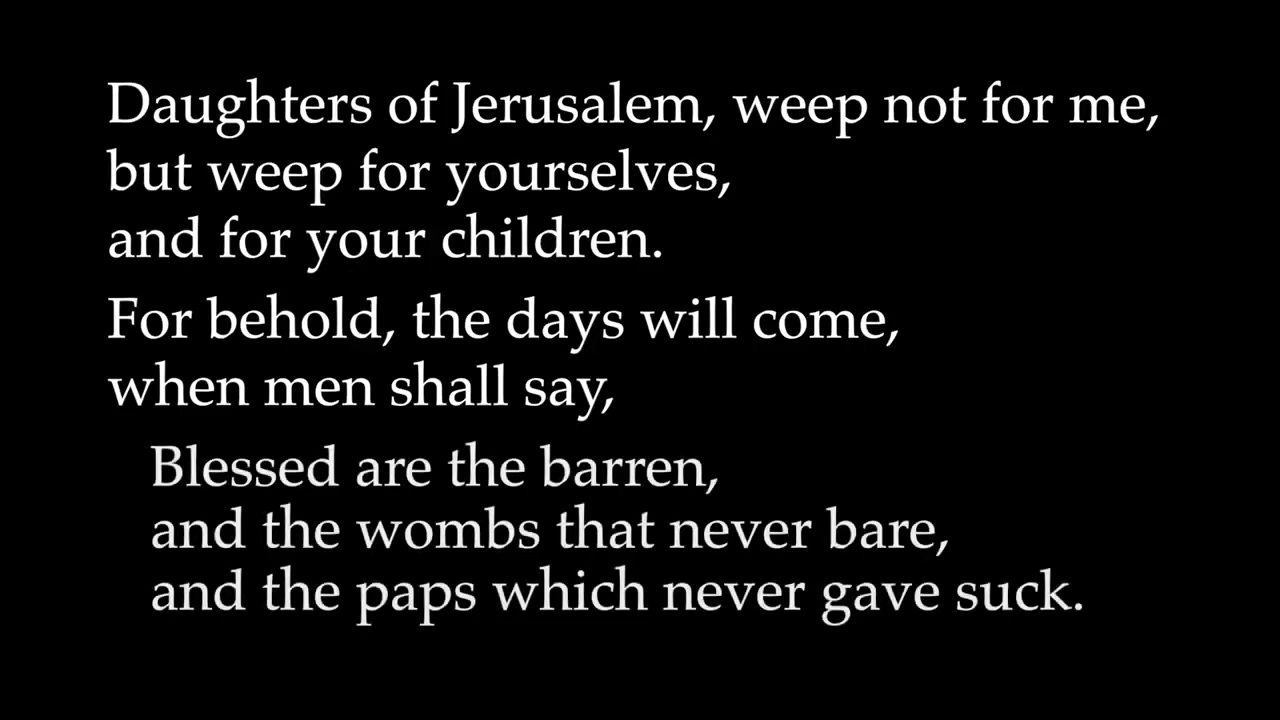 Daughters of Jerusalem, weep not for me,
but weep for yourselves,
and for your children.
For behold, the days will come,
when men shall say,
Blessed are the barren,
and the wombs that never bare,
and the paps which never gave suck.